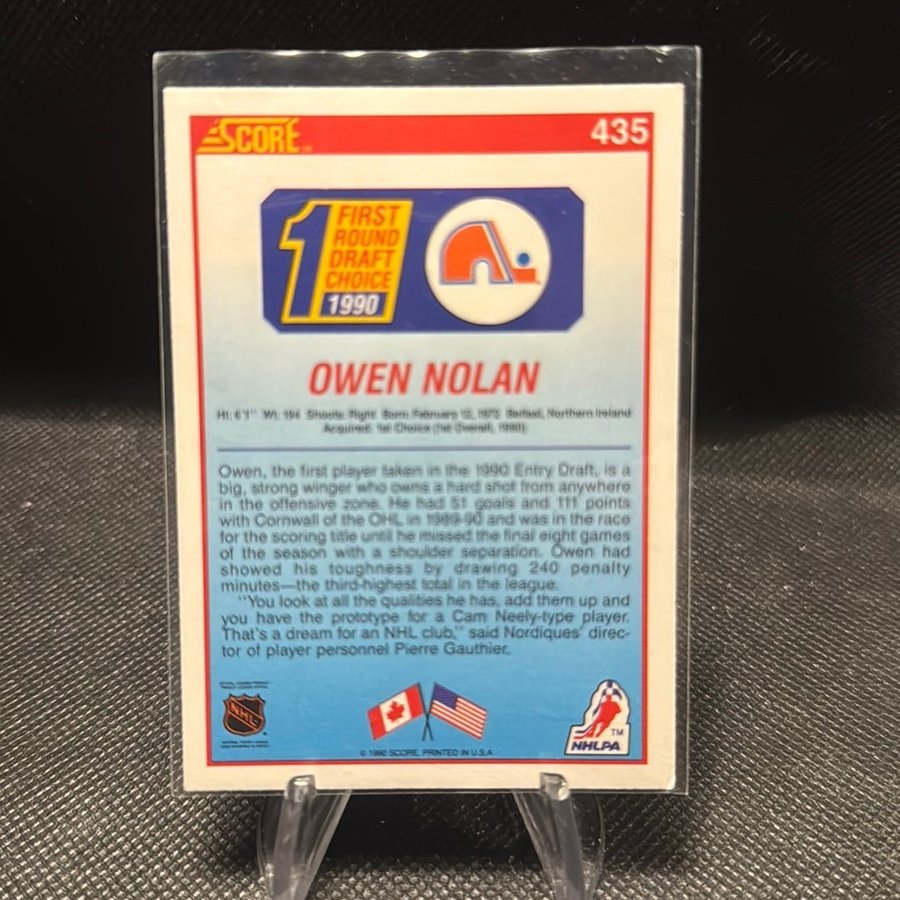 SCORE™ 435
1 FIRST
ROUND
DRAFT
CHOICE
1990
OWEN NOLAN
Ht: 6'1" Wt: 194 Shoots: Right Born: February 12, 1972 Belfast, Northern Ireland
Acquired: 1st Choice (1st Overall, 1990)
Owen, the first player taken in the 1990 Entry Draft, is a
big, strong winger who owns a hard shot from anywhere
in the offensive zone. He had 51 goals and 111 points
with Cornwall of the OHL in 1989-90 and was in the race
for the scoring title until he missed the final eight games
of the season with a shoulder separation. Owen had
showed his toughness by drawing 240 penalty
minutes—the third-highest total in the league.
"You look at all the qualities he has, add them up and
you have the prototype for a Cam Neely-type player.
That's a dream for an NHL club," said Nordiques' direc-
tor of player personnel Pierre Gauthier.
NHL
TM
NHLPA
© 1990 SCORE, PRINTED IN U.S.A.